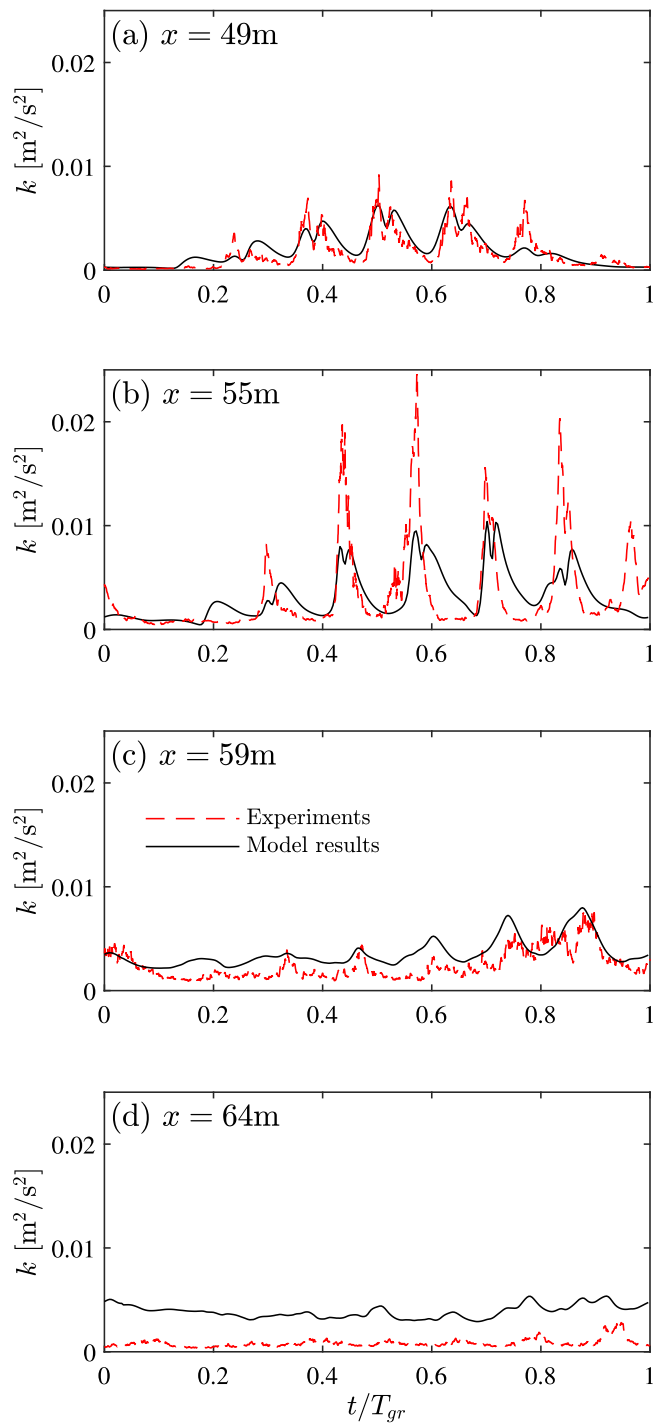 (a) x = 49m
k [m²/s²]
0.02
0.01
0
0 0.2 0.4 0.6 0.8 1
(b) x = 55m
k [m²/s²]
0.02
0.01
0
0 0.2 0.4 0.6 0.8 1
(c) x = 59m
k [m²/s²]
0.02
Experiments
Model results
0.01
0
0 0.2 0.4 0.6 0.8 1
(d) x = 64m
k [m²/s²]
0.02
0.01
0
0 0.2 0.4 0.6 0.8 1
t/T_gr